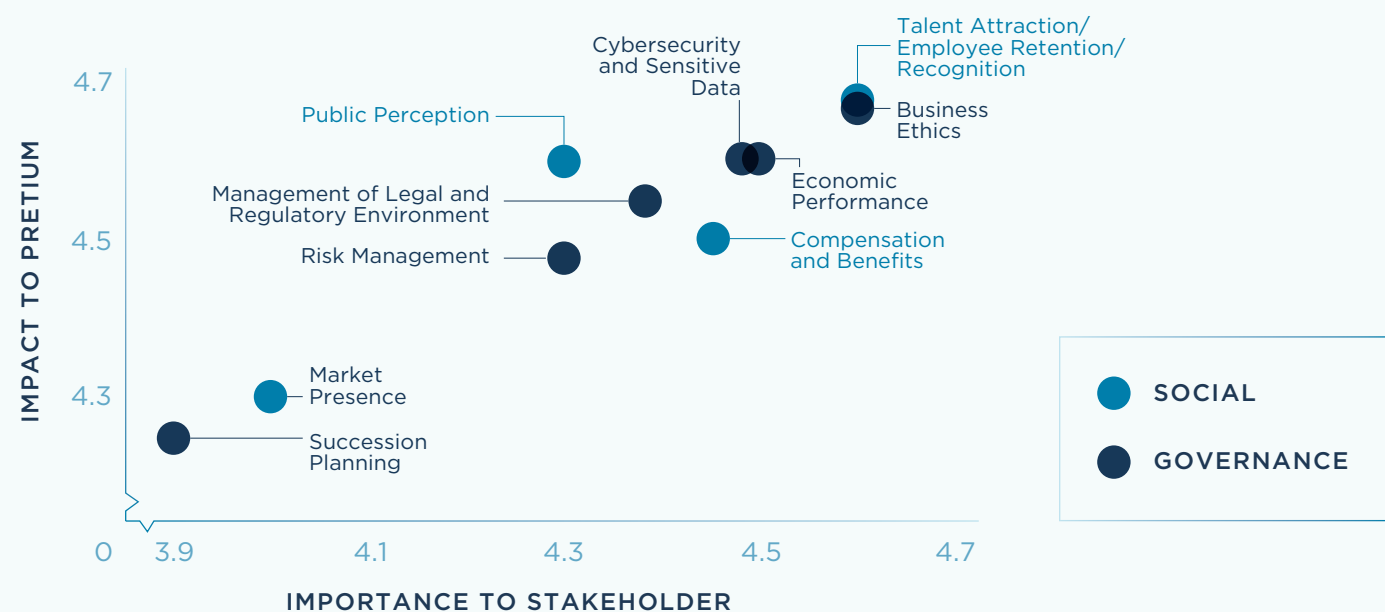 Talent Attraction/
Employee Retention/
Recognition
Cybersecurity
and Sensitive
Data
4.7
Public Perception
Business
Ethics
Management of Legal and
Regulatory Environment
Economic
Performance
4.5
Compensation
and Benefits
Risk Management
IMPACT TO PRETIUM
4.3
Market
Presence
Succession
Planning
SOCIAL
GOVERNANCE
0
3.9
4.1
4.3
4.5
4.7
IMPORTANCE TO STAKEHOLDER